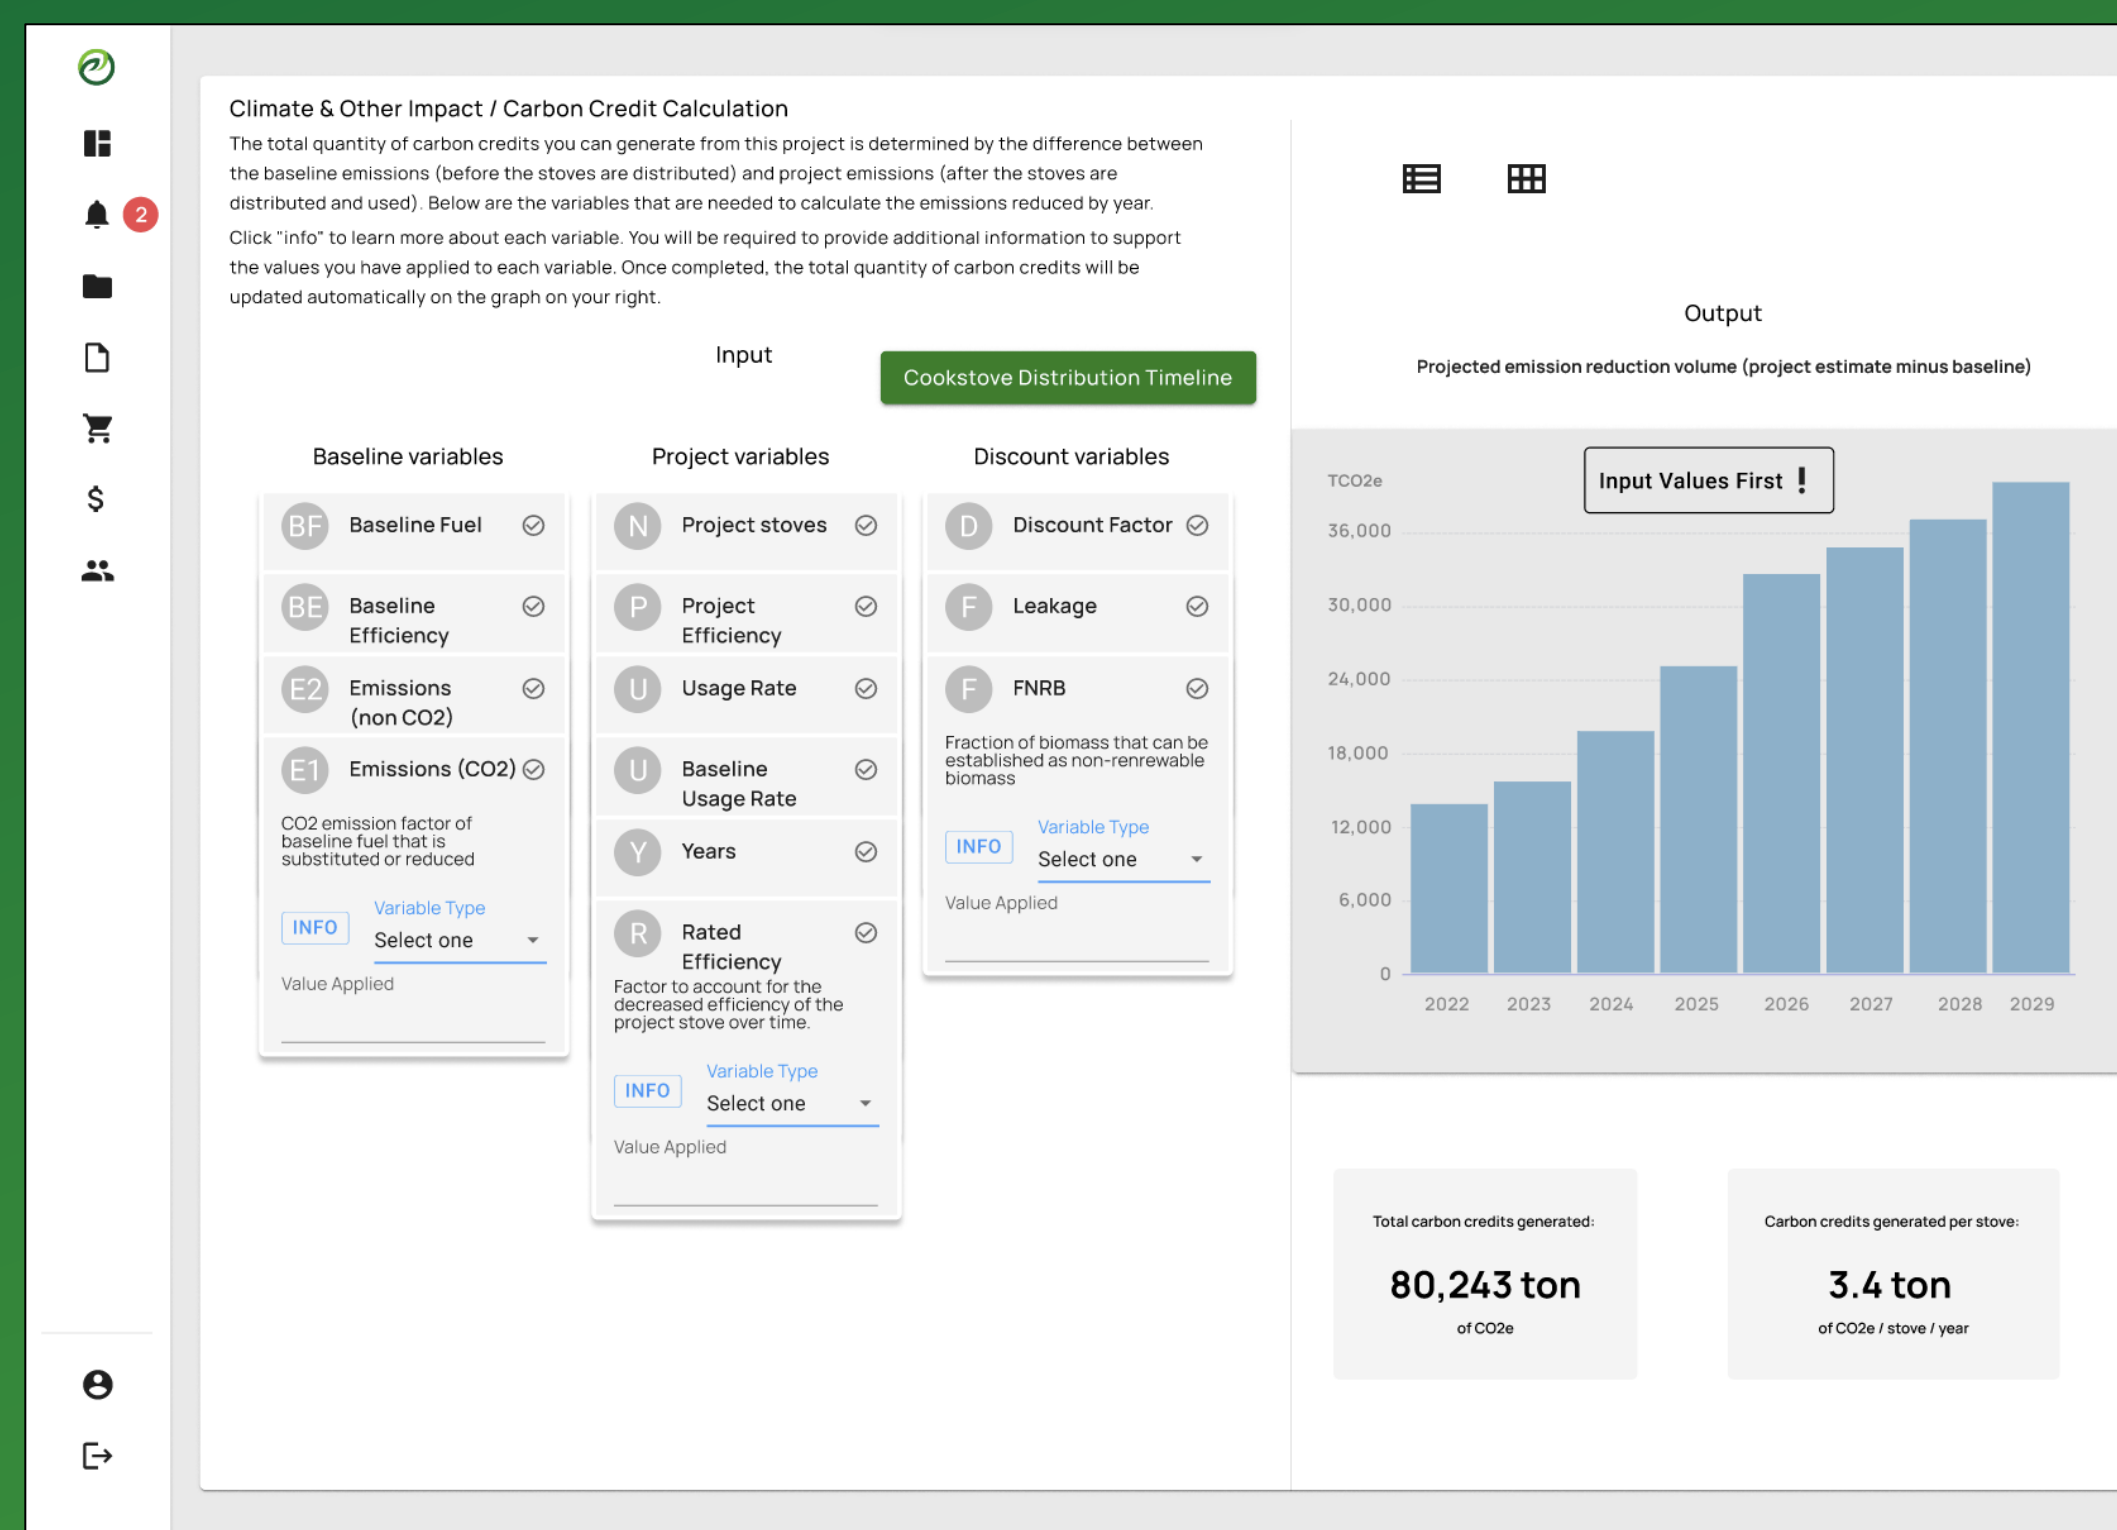 2
Climate & Other Impact / Carbon Credit Calculation
The total quantity of carbon credits you can generate from this project is determined by the difference between
the baseline emissions (before the stoves are distributed) and project emissions (after the stoves are
distributed and used). Below are the variables that are needed to calculate the emissions reduced by year.
Click "info" to learn more about each variable. You will be required to provide additional information to support
the values you have applied to each variable. Once completed, the total quantity of carbon credits will be
updated automatically on the graph on your right.
Input
Cookstove Distribution Timeline
Baseline variables
BF Baseline Fuel
BE Baseline
Efficiency
E2 Emissions
(non CO2)
E1 Emissions (CO2)
CO2 emission factor of
baseline fuel that is
substituted or reduced
INFO
Variable Type
Select one
Value Applied
Project variables
N Project stoves
P Project
Efficiency
U Usage Rate
U Baseline
Usage Rate
Y Years
R Rated
Efficiency
Factor to account for the
decreased efficiency of the
project stove over time.
INFO
Variable Type
Select one
Value Applied
Discount variables
D Discount Factor
F Leakage
F FNRB
Fraction of biomass that can be
established as non-renrewable
biomass
INFO
Variable Type
Select one
Value Applied
Output
Projected emission reduction volume (project estimate minus baseline)
Input Values First !
TCO2e
36,000
30,000
24,000
18,000
12,000
6,000
0
2022 2023 2024 2025 2026 2027 2028 2029
Total carbon credits generated:
80,243 ton
of CO2e
Carbon credits generated per stove:
3.4 ton
of CO2e / stove / year